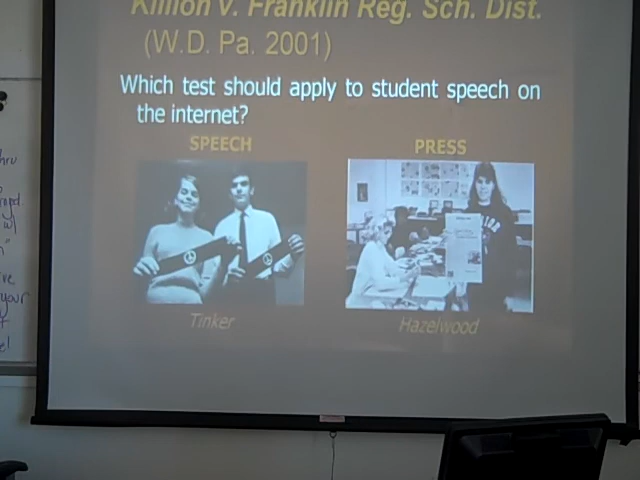 Killion v. Franklin Reg. Sch. Dist.
(W.D. Pa. 2001)
Which test should apply to student speech on
the internet?
SPEECH
PRESS
Tinker
Hazelwood
your